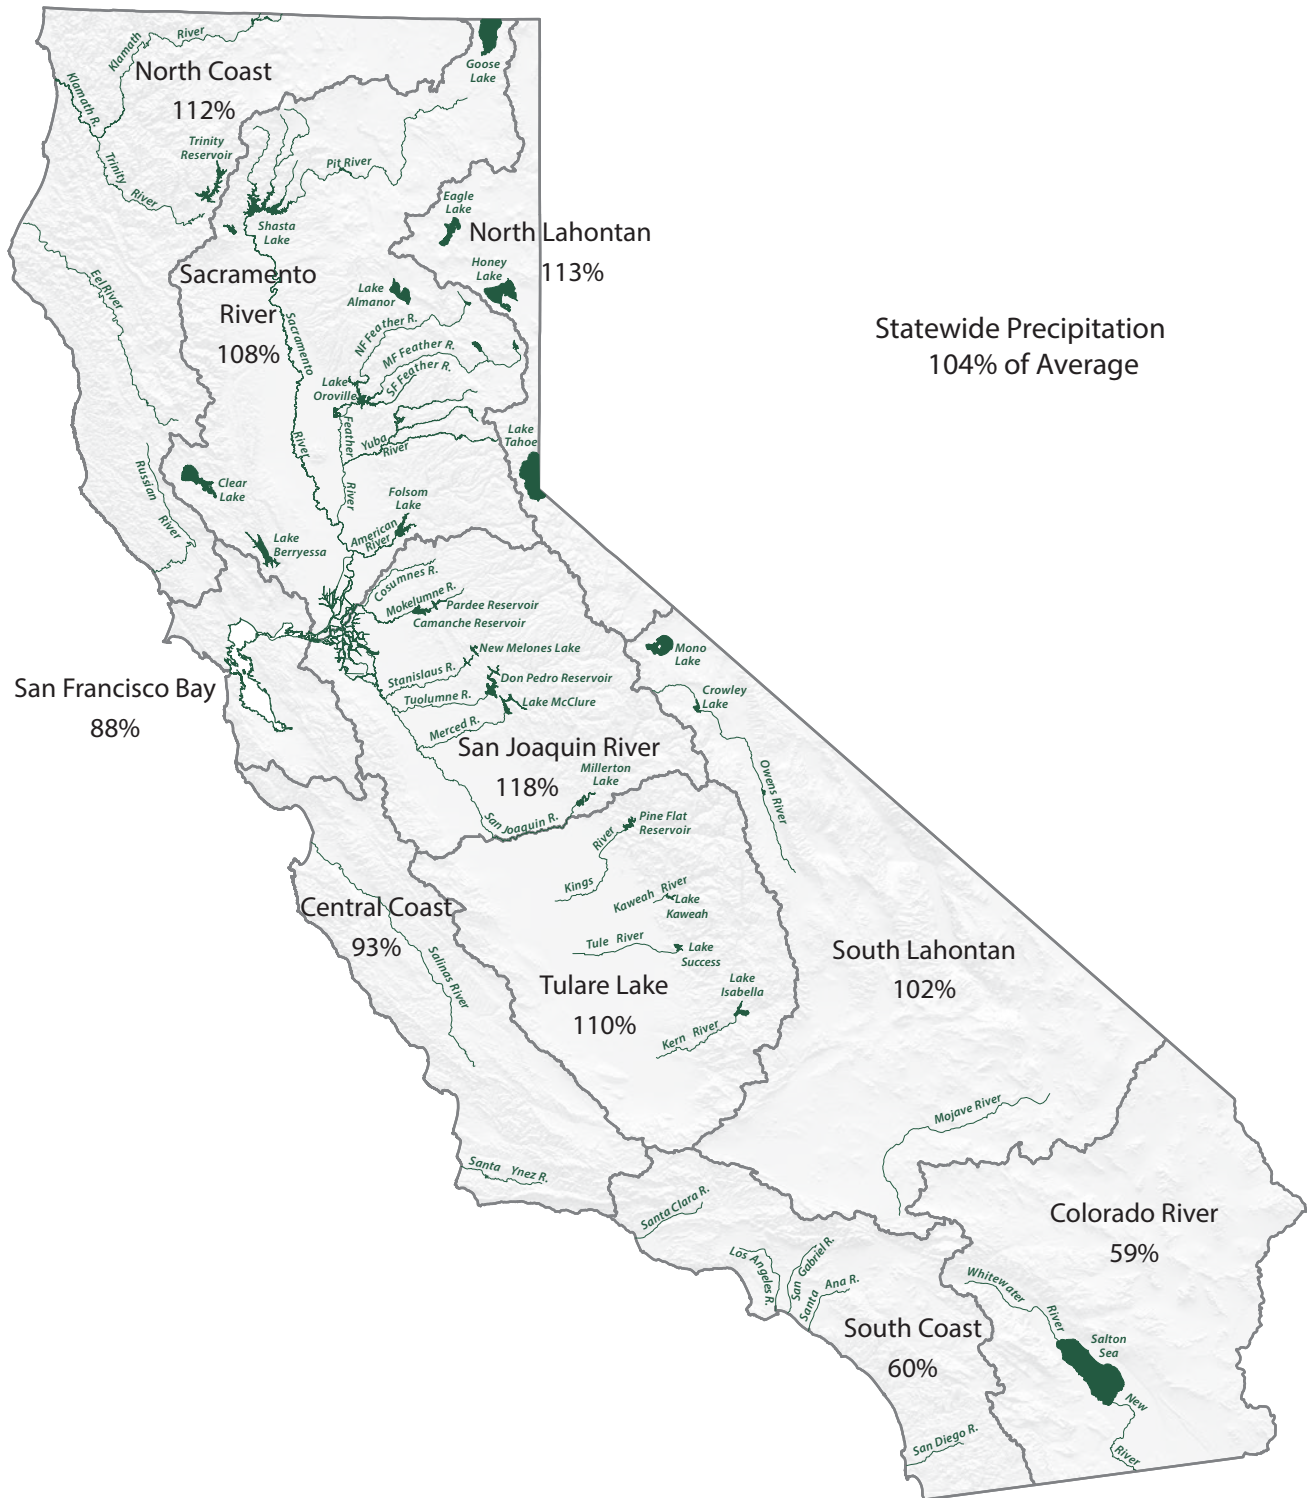 Klamath
River
North Coast
112%
Goose
Lake
Klamath R.
Trinity
Reservoir
Trinity
River
Pit River
Shasta
Lake
Eagle
Lake
North Lahontan
113%
Honey
Lake
Sacramento
River
108%
Eel River
Lake
Almanor
Sacramento
River
NF Feather R.
MF Feather R.
SF Feather R.
Lake
Oroville
Feather
River
Yuba
River
Lake
Tahoe
Statewide Precipitation
104% of Average
Russian
River
Clear
Lake
Folsom
Lake
American
River
Lake
Berryessa
Cosumnes R.
Mokelumne R.
Pardee Reservoir
Camanche Reservoir
New Melones Lake
Stanislaus R.
Don Pedro Reservoir
Tuolumne R.
Lake McClure
Merced R.
Mono
Lake
Crowley
Lake
Owens River
San Francisco Bay
88%
San Joaquin River
118%
Millerton
Lake
San Joaquin R.
Pine Flat
Reservoir
Kings
River
Kaweah River
Lake
Kaweah
Central Coast
93%
Salinas River
Tule River
Lake
Success
Tulare Lake
110%
Lake
Isabella
Kern River
South Lahontan
102%
Mojave River
Santa Ynez R.
Santa Clara R.
Los Angeles R.
San Gabriel R.
Santa Ana R.
Colorado River
59%
Whitewater
River
South Coast
60%
Salton
Sea
New
River
San Diego R.